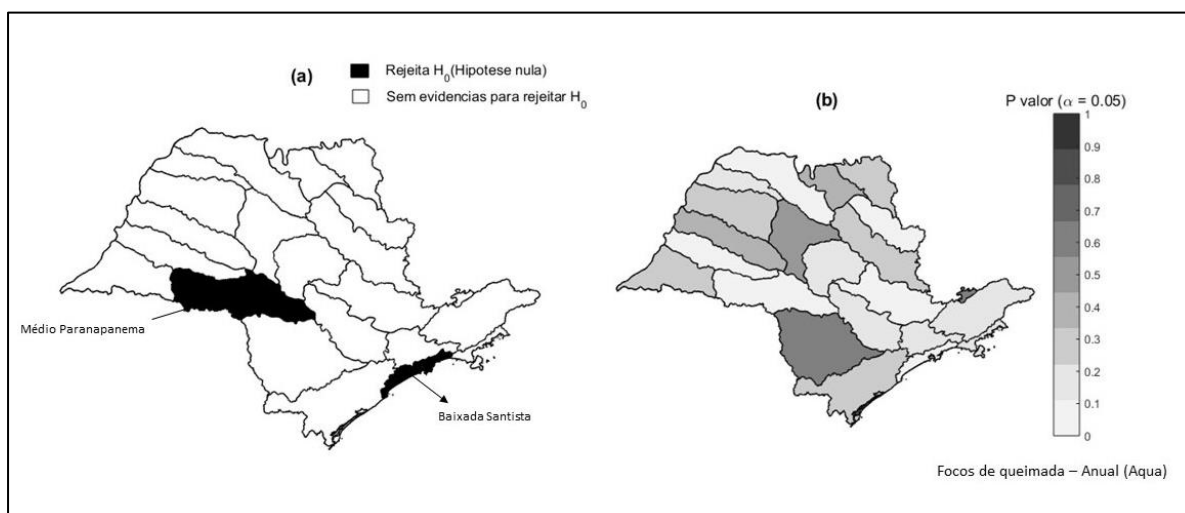 (a)
Rejeita H0(Hipotese nula)
Sem evidencias para rejeitar H0
Médio Paranapanema
Baixada Santista
(b)
P valor (α = 0.05)
1
0.9
0.8
0.7
0.6
0.5
0.4
0.3
0.2
0.1
0
Focos de queimada – Anual (Aqua)